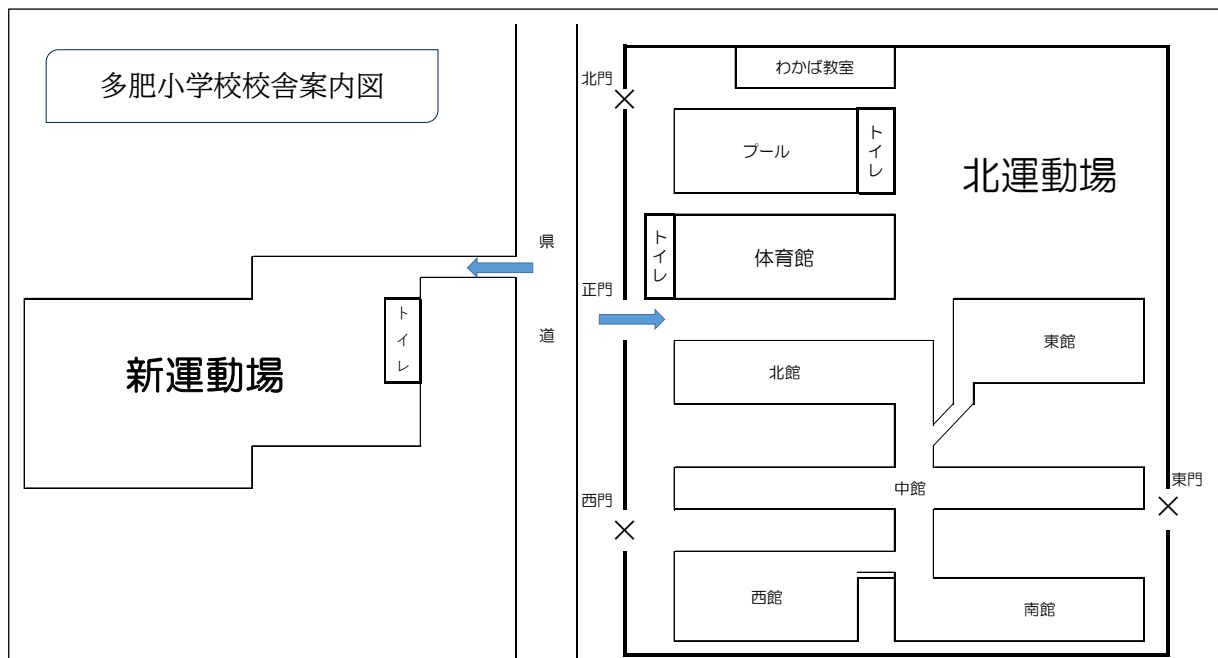 多肥小学校校舎案内図
北門
わかば教室
プール
トイレ
北運動場
県
道
トイレ
体育館
正門
トイレ
新運動場
東館
北館
西門
中館
東門
西館
南館